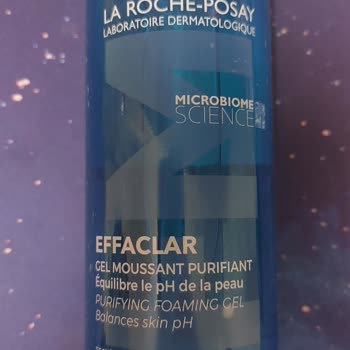 LA ROCHE-POSAY
LABORATOIRE DERMATOLOGIQUE
MICROBIOME
SCIENCE
EFFACLAR
GEL MOUSSANT PURIFIANT
Équilibre le pH de la peau
PURIFYING FOAMING GEL
Balances skin pH